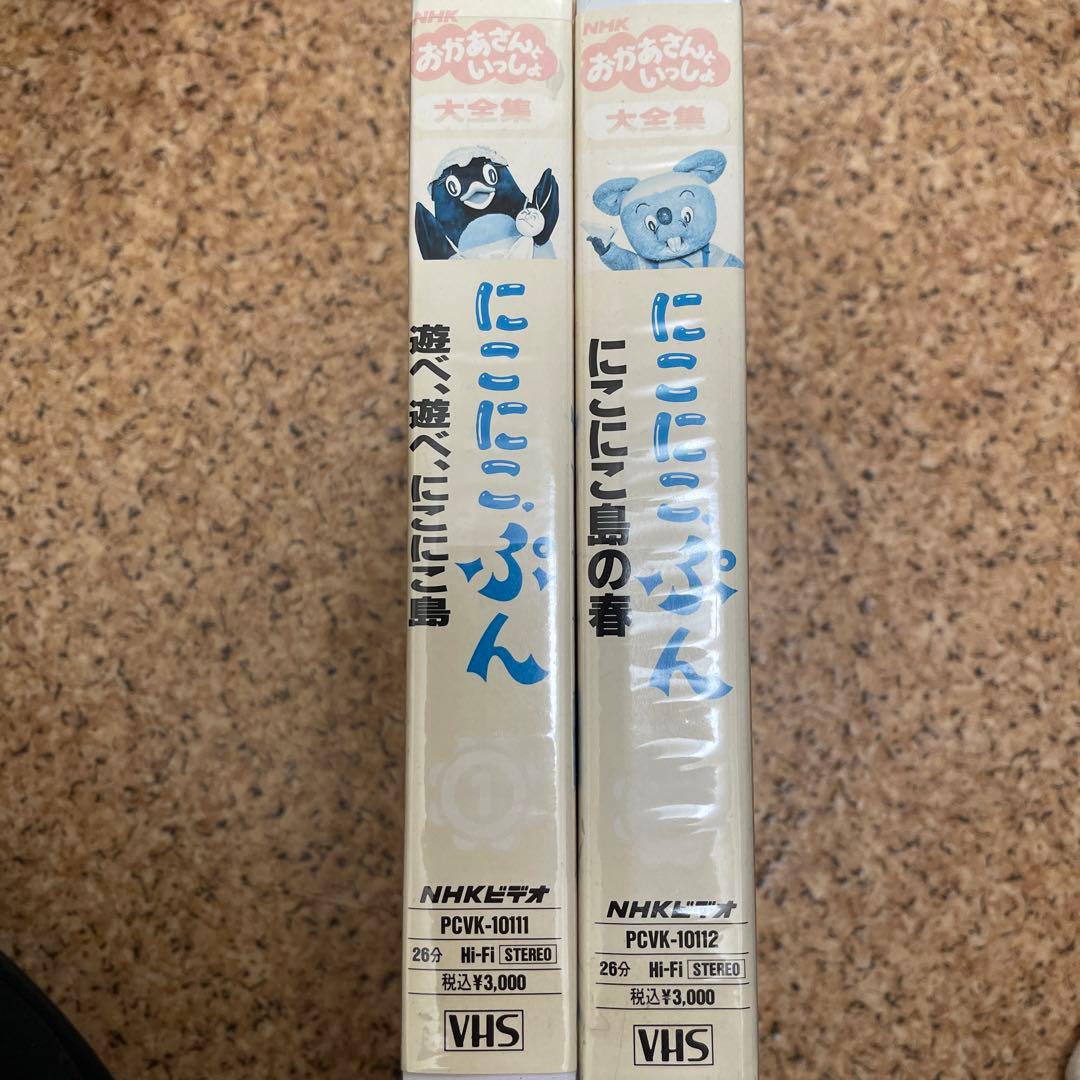 NHK
おかあさんと
いっしょ
大全集
にこにこ、ぷん
遊べ、遊べ、にこにこ島
1
NHKビデオ
PCVK-10111
26分 Hi-Fi STEREO
税込¥3,000
VHS
NHK
おかあさんと
いっしょ
大全集
にこにこ、ぷん
にこにこ島の春
NHKビデオ
PCVK-10112
26分 Hi-Fi STEREO
税込¥3,000
VHS